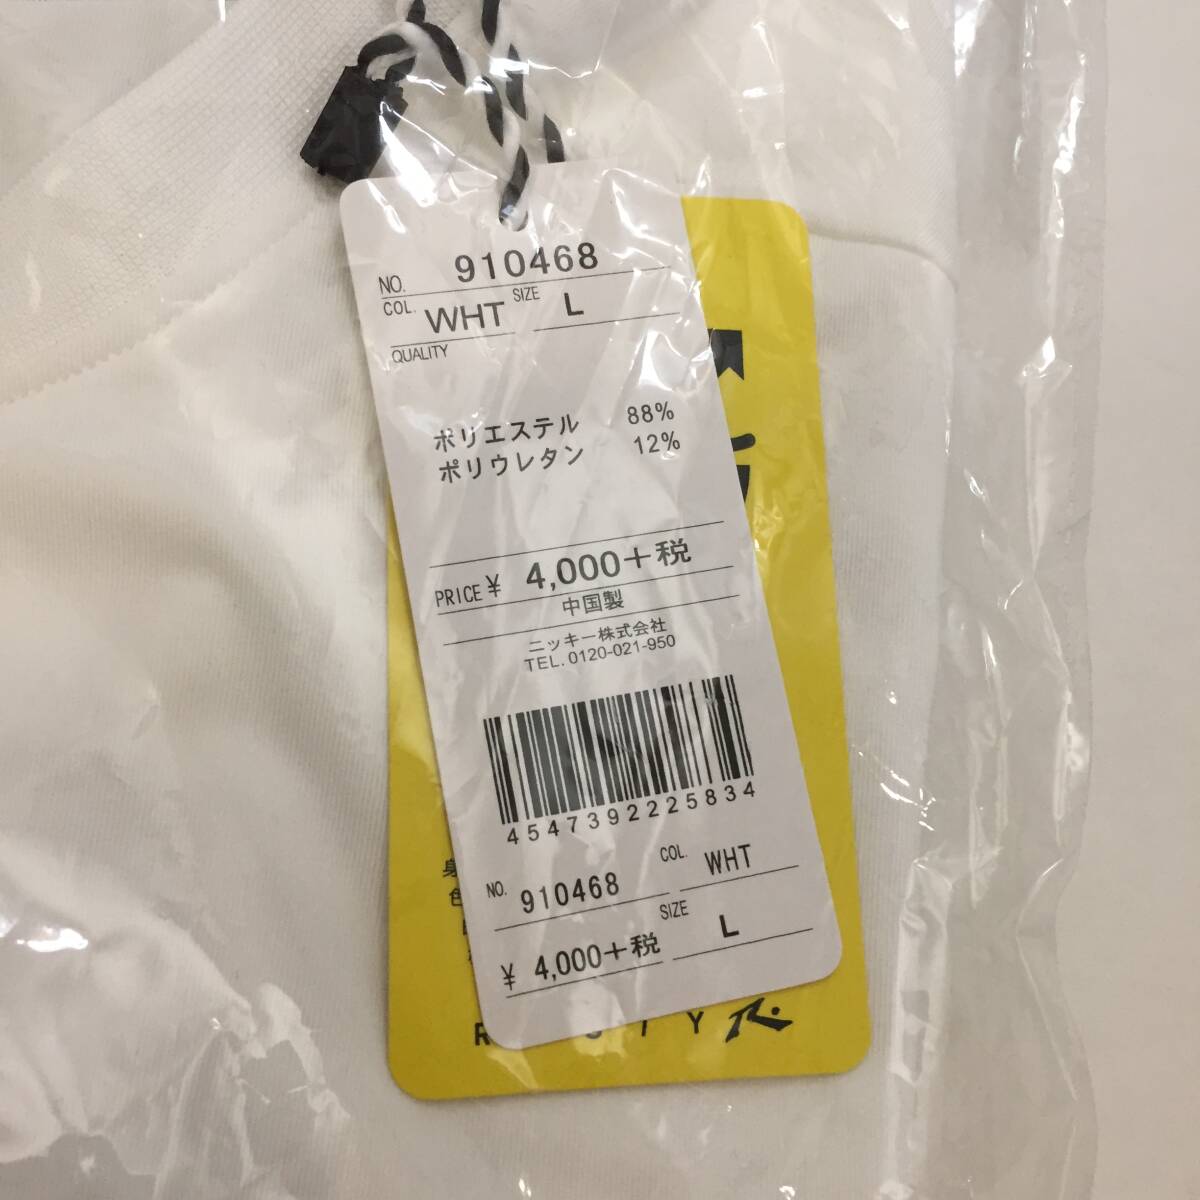 NO. 910468
COL. WHT SIZE L
QUALITY
ポリエステル 88%
ポリウレタン 12%
PRICE ¥ 4,000+税
中国製
ニッキー株式会社
TEL. 0120-021-950
4547392225834
NO. 910468 COL. WHT
¥ 4,000+税 SIZE L